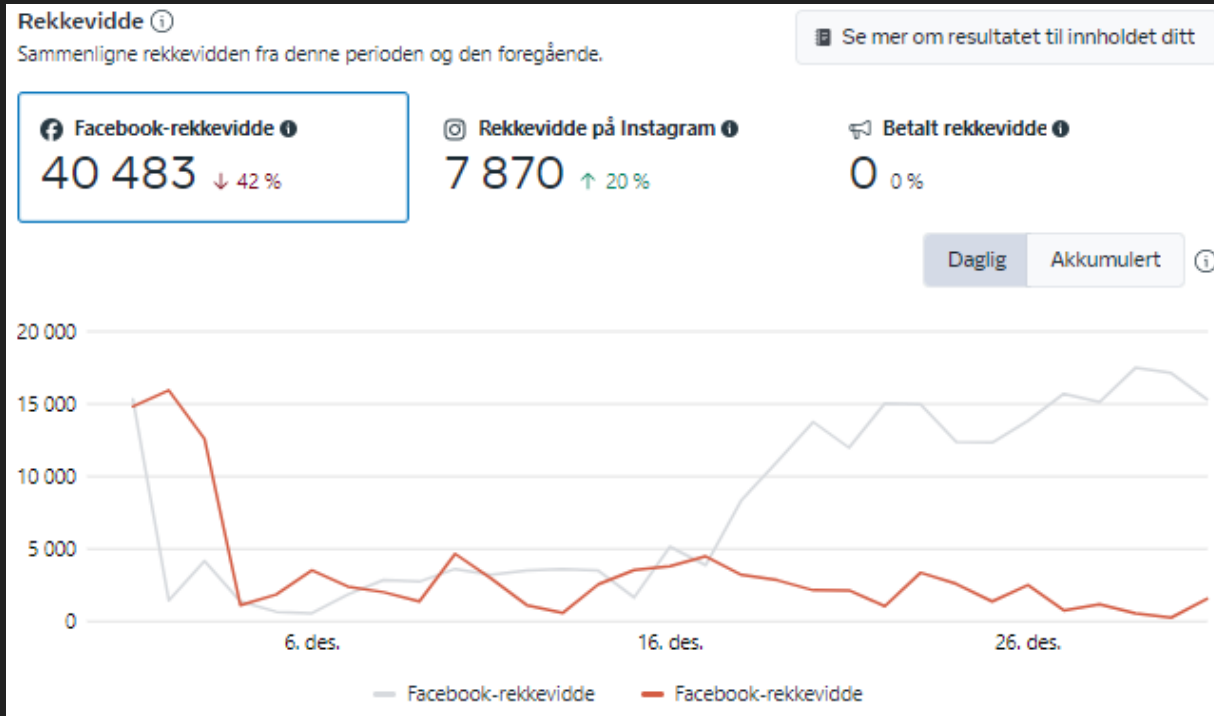 Rekkevidde
Sammenligne rekkevidden fra denne perioden og den foregående.
Se mer om resultatet til innholdet ditt
Facebook-rekkevidde
40 483 ↓ 42 %
Rekkevidde på Instagram
7 870 ↑ 20 %
Betalt rekkevidde
0 0 %
Daglig
Akkumulert
20 000
15 000
10 000
5 000
0
6. des.
16. des.
26. des.
Facebook-rekkevidde
Facebook-rekkevidde